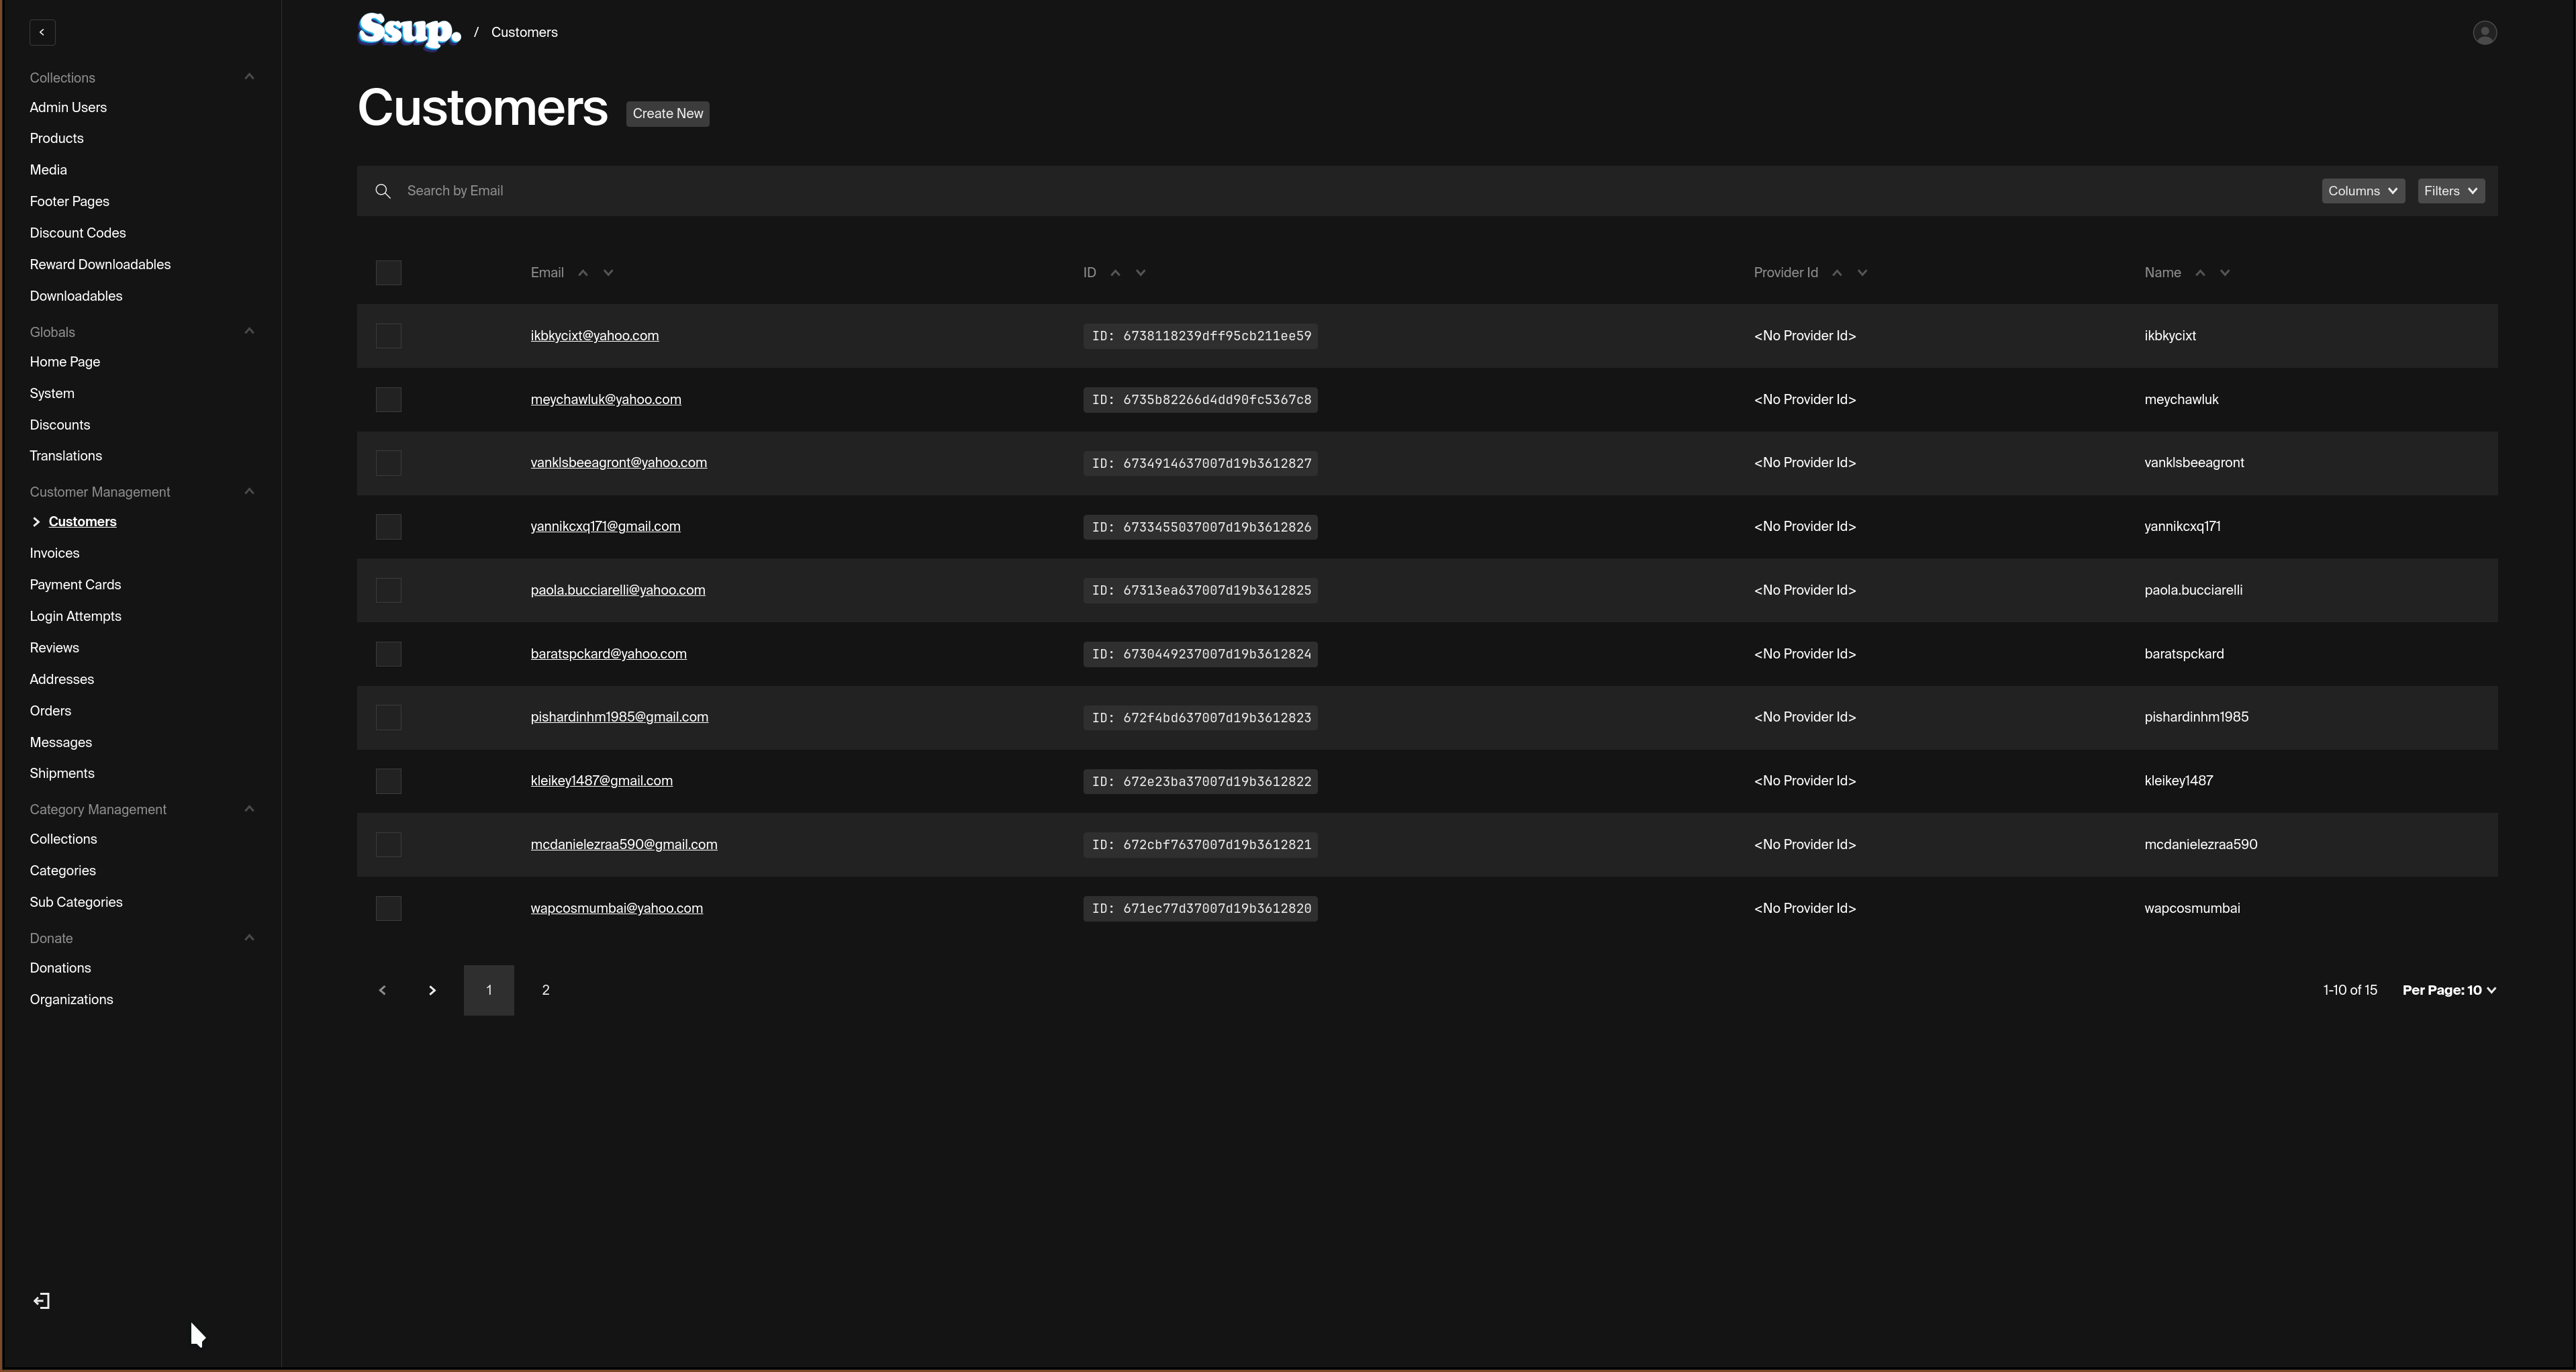 Ssup. / Customers
Customers Create New
Search by Email Columns Filters
Collections
Admin Users
Products
Media
Footer Pages
Discount Codes
Reward Downloadables
Downloadables
Globals
Home Page
System
Discounts
Translations
Customer Management
Customers
Invoices
Payment Cards
Login Attempts
Reviews
Addresses
Orders
Messages
Shipments
Category Management
Collections
Categories
Sub Categories
Donate
Donations
Organizations
Email ID Provider Id Name
ikbkycixt@yahoo.com ID: 6738118239dff95cb211ee59 <No Provider Id> ikbkycixt
meychawluk@yahoo.com ID: 6735b82266d4dd90fc5367c8 <No Provider Id> meychawluk
vanklsbeeagront@yahoo.com ID: 6734914637007d19b3612827 <No Provider Id> vanklsbeeagront
yannikcxq171@gmail.com ID: 6733455037007d19b3612826 <No Provider Id> yannikcxq171
paola.bucciarelli@yahoo.com ID: 67313ea637007d19b3612825 <No Provider Id> paola.bucciarelli
baratspckard@yahoo.com ID: 6730449237007d19b3612824 <No Provider Id> baratspckard
pishardinhm1985@gmail.com ID: 672f4bd637007d19b3612823 <No Provider Id> pishardinhm1985
kleikey1487@gmail.com ID: 672e23ba37007d19b3612822 <No Provider Id> kleikey1487
mcdanielezraa590@gmail.com ID: 672cbf7637007d19b3612821 <No Provider Id> mcdanielezraa590
wapcosmumbai@yahoo.com ID: 671ec77d37007d19b3612820 <No Provider Id> wapcosmumbai
1 2 1-10 of 15 Per Page: 10